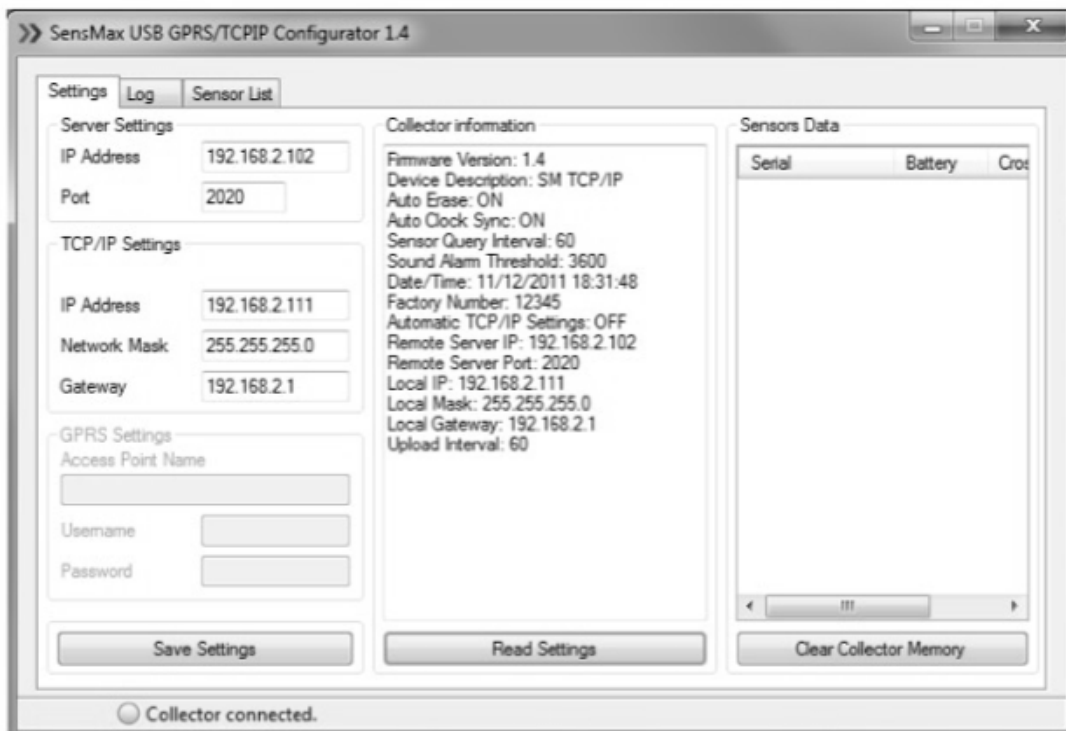 SensMax USB GPRS/TCPIP Configurator 1.4
Settings Log Sensor List
Server Settings
IP Address 192.168.2.102
Port 2020
TCP/IP Settings
IP Address 192.168.2.111
Network Mask 255.255.255.0
Gateway 192.168.2.1
GPRS Settings
Access Point Name
Username
Password
Save Settings
Collector information
Firmware Version: 1.4
Device Description: SM TCP/IP
Auto Erase: ON
Auto Clock Sync: ON
Sensor Query Interval: 60
Sound Alarm Threshold: 3600
Date/Time: 11/12/2011 18:31:48
Factory Number: 12345
Automatic TCP/IP Settings: OFF
Remote Server IP: 192.168.2.102
Remote Server Port: 2020
Local IP: 192.168.2.111
Local Mask: 255.255.255.0
Local Gateway: 192.168.2.1
Upload Interval: 60
Read Settings
Sensors Data
Serial Battery Cros
Clear Collector Memory
Collector connected.